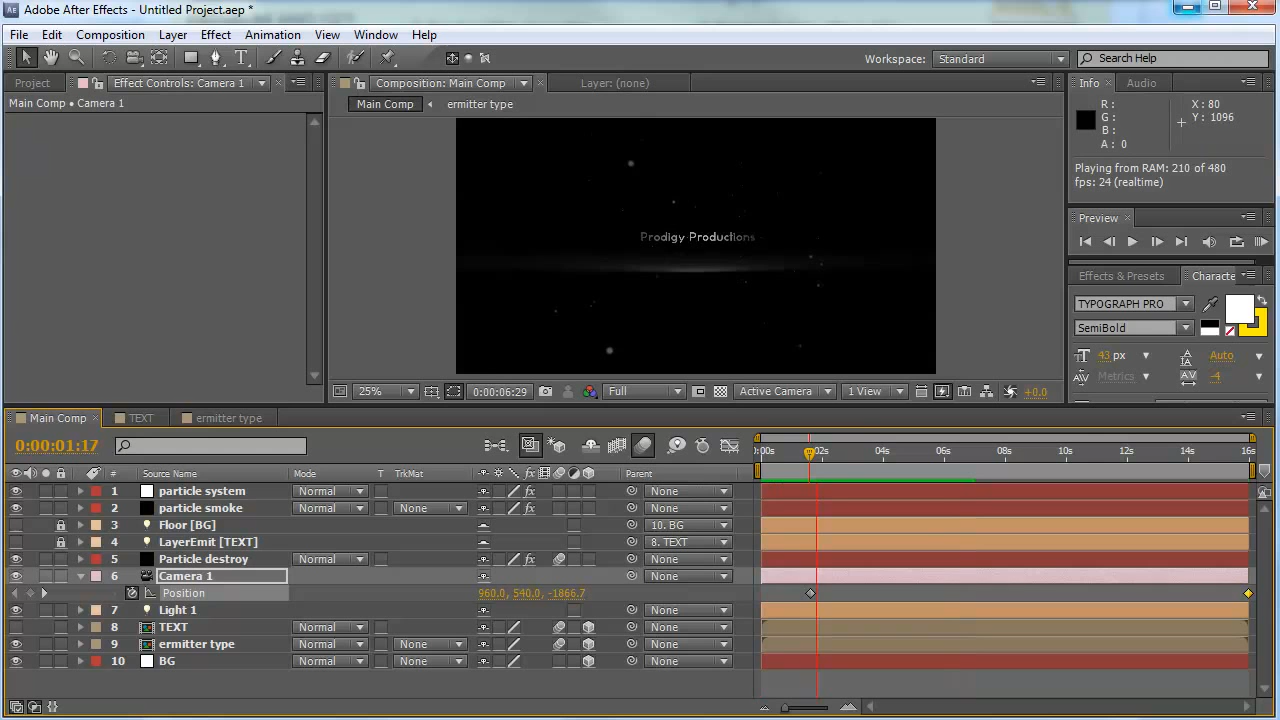 Adobe After Effects - Untitled Project.aep *
File Edit Composition Layer Effect Animation View Window Help
Workspace: Standard Search Help
Project Effect Controls: Camera 1 Composition: Main Comp Layer: (none) Info Audio
Main Comp • Camera 1 Main Comp ermitter type
R : X : 80
G : Y : 1096
B :
A : 0
Playing from RAM: 210 of 480
fps: 24 (realtime)
Preview
Prodigy Productions
Effects & Presets Characte
TYPOGRAPH PRO
SemiBold
43 px Auto
Metrics -4
25% 0:00:06:29 Full Active Camera 1 View +0.0
Main Comp TEXT ermitter type
0:00:01:17
:00s 02s 04s 06s 08s 10s 12s 14s 16s
# Source Name Mode T TrkMat fx Parent
1 particle system Normal fx None
2 particle smoke Normal None fx None
3 Floor [BG] 10. BG
4 LayerEmit [TEXT] 8. TEXT
5 Particle destroy Normal None fx None
6 Camera 1 None
Position 960.0, 540.0, -1866.7
7 Light 1 None
8 TEXT Normal None
9 ermitter type Normal None None
10 BG Normal None None